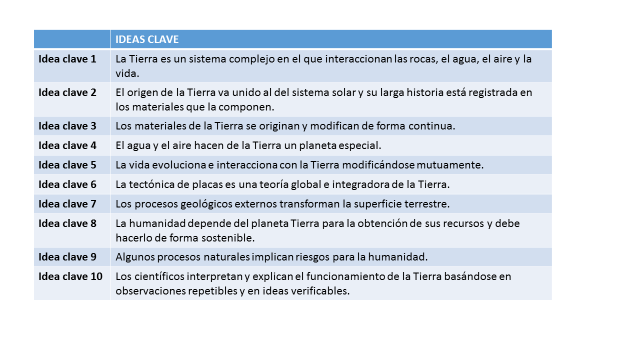 IDEAS CLAVE
Idea clave 1 La Tierra es un sistema complejo en el que interaccionan las rocas, el agua, el aire y la
vida.
Idea clave 2 El origen de la Tierra va unido al del sistema solar y su larga historia está registrada en
los materiales que la componen.
Idea clave 3 Los materiales de la Tierra se originan y modifican de forma continua.
Idea clave 4 El agua y el aire hacen de la Tierra un planeta especial.
Idea clave 5 La vida evoluciona e interacciona con la Tierra modificándose mutuamente.
Idea clave 6 La tectónica de placas es una teoría global e integradora de la Tierra.
Idea clave 7 Los procesos geológicos externos transforman la superficie terrestre.
Idea clave 8 La humanidad depende del planeta Tierra para la obtención de sus recursos y debe
hacerlo de forma sostenible.
Idea clave 9 Algunos procesos naturales implican riesgos para la humanidad.
Idea clave 10 Los científicos interpretan y explican el funcionamiento de la Tierra basándose en
observaciones repetibles y en ideas verificables.